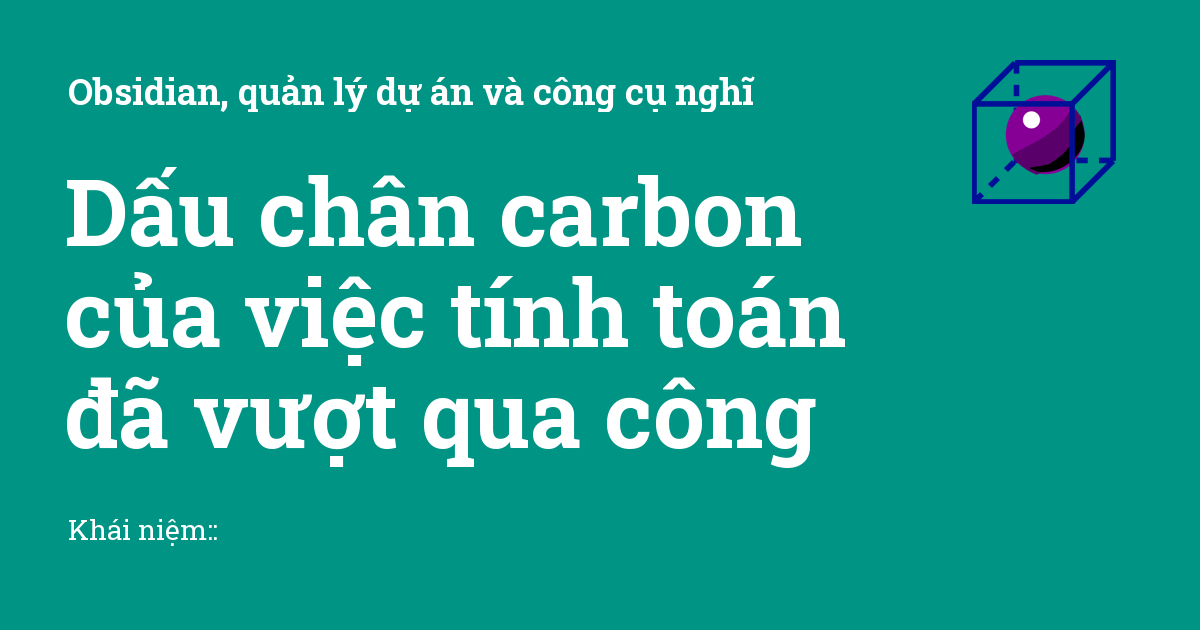 Obsidian, quản lý dự án và công cụ nghĩ
Dấu chân carbon
của việc tính toán
đã vượt qua công
Khái niệm::